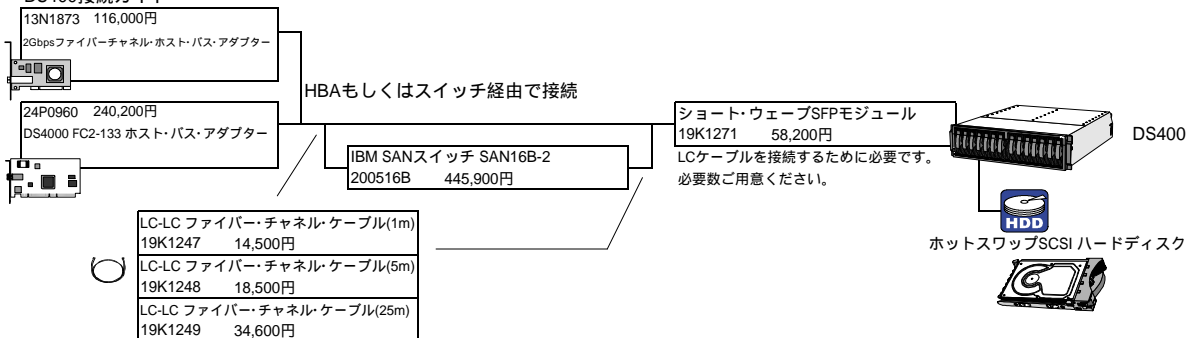 13N1873 116,000円
2Gbpsファイバーチャネル・ホスト・バス・アダプター
24P0960 240,200円
DS4000 FC2-133 ホスト・バス・アダプター
HBAもしくはスイッチ経由で接続
IBM SANスイッチ SAN16B-2
200516B 445,900円
ショート・ウェーブSFPモジュール
19K1271 58,200円
LCケーブルを接続するために必要です。
必要数ご用意ください。
DS400
HDD
ホットスワップSCSI ハードディスク
LC-LC ファイバー・チャネル・ケーブル(1m)
19K1247 14,500円
LC-LC ファイバー・チャネル・ケーブル(5m)
19K1248 18,500円
LC-LC ファイバー・チャネル・ケーブル(25m)
19K1249 34,600円